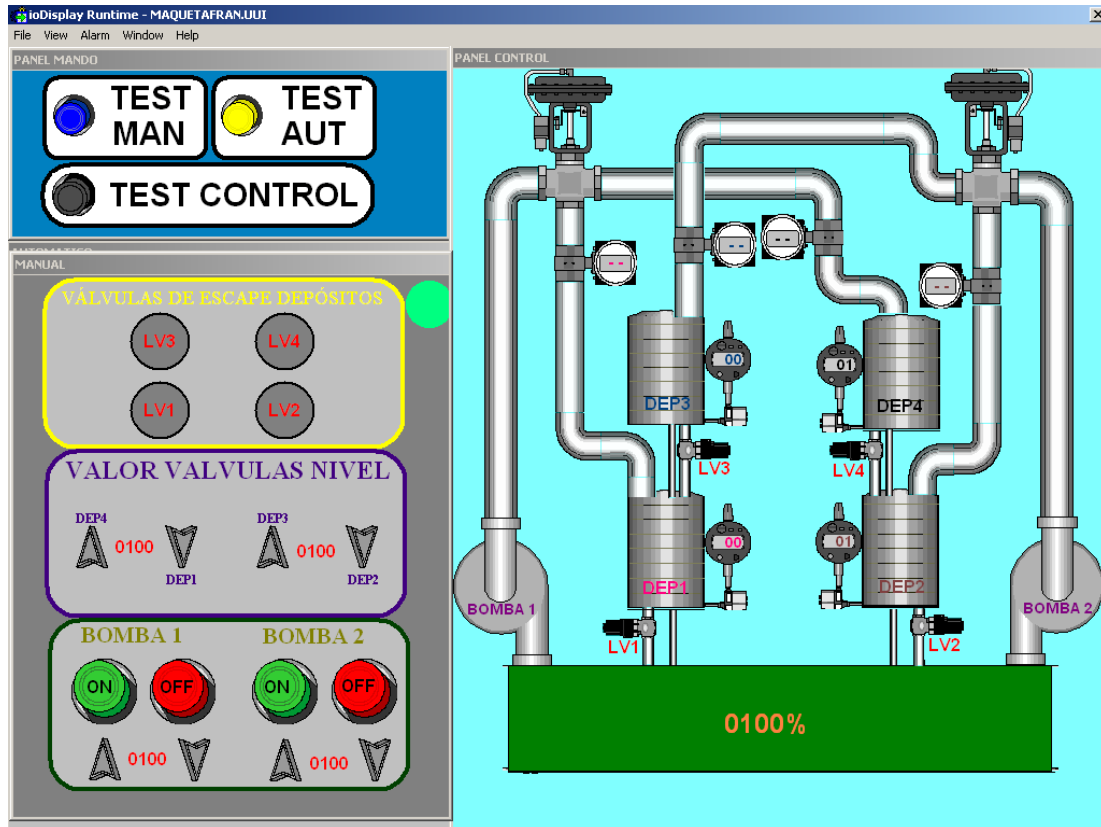 ioDisplay Runtime - MAQUETAFRAN.UUI
File View Alarm Window Help
PANEL MANDO
TEST MAN
TEST AUT
TEST CONTROL
MANUAL
VÁLVULAS DE ESCAPE DEPÓSITOS
LV3 LV4
LV1 LV2
VALOR VALVULAS NIVEL
DEP4 DEP3
0100 0100
DEP1 DEP2
BOMBA 1 BOMBA 2
ON OFF ON OFF
0100 0100
PANEL CONTROL
-- -- -- --
00 01
DEP3 DEP4
LV3 LV4
00 01
DEP1 DEP2
BOMBA 1 BOMBA 2
LV1 LV2
0100%